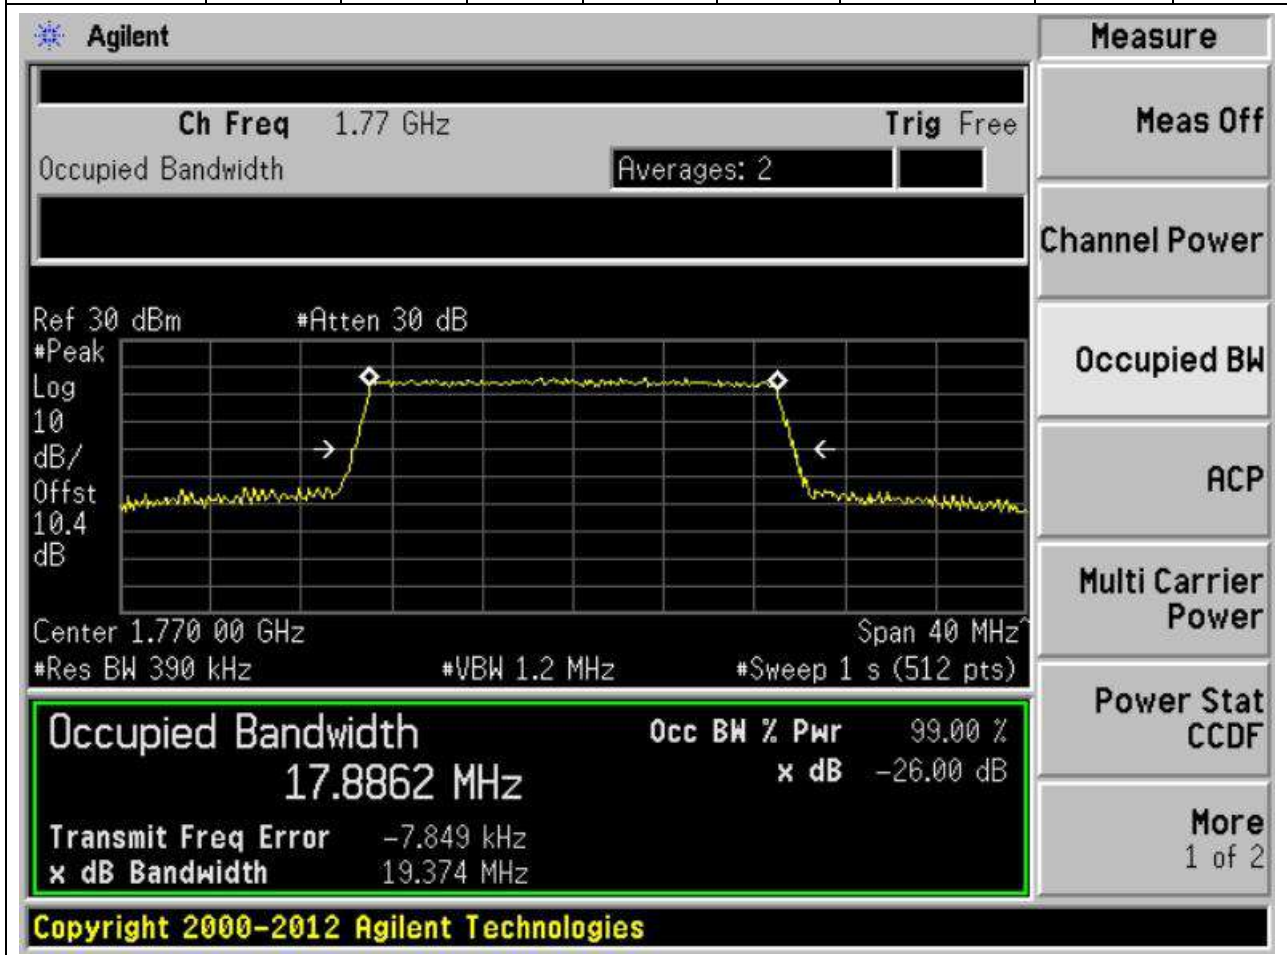 Agilent
Measure
Ch Freq 1.77 GHz Trig Free
Occupied Bandwidth Averages: 2
Meas Off
Channel Power
Ref 30 dBm #Atten 30 dB
#Peak
Log
10
dB/
Offst
10.4
dB
Occupied BW
ACP
Multi Carrier
Power
Center 1.770 00 GHz Span 40 MHz^
#Res BW 390 kHz #VBW 1.2 MHz #Sweep 1 s (512 pts)
Occupied Bandwidth Occ BW % Pwr 99.00 %
17.8862 MHz x dB -26.00 dB
Transmit Freq Error -7.849 kHz
x dB Bandwidth 19.374 MHz
Power Stat
CCDF
More
1 of 2
Copyright 2000-2012 Agilent Technologies